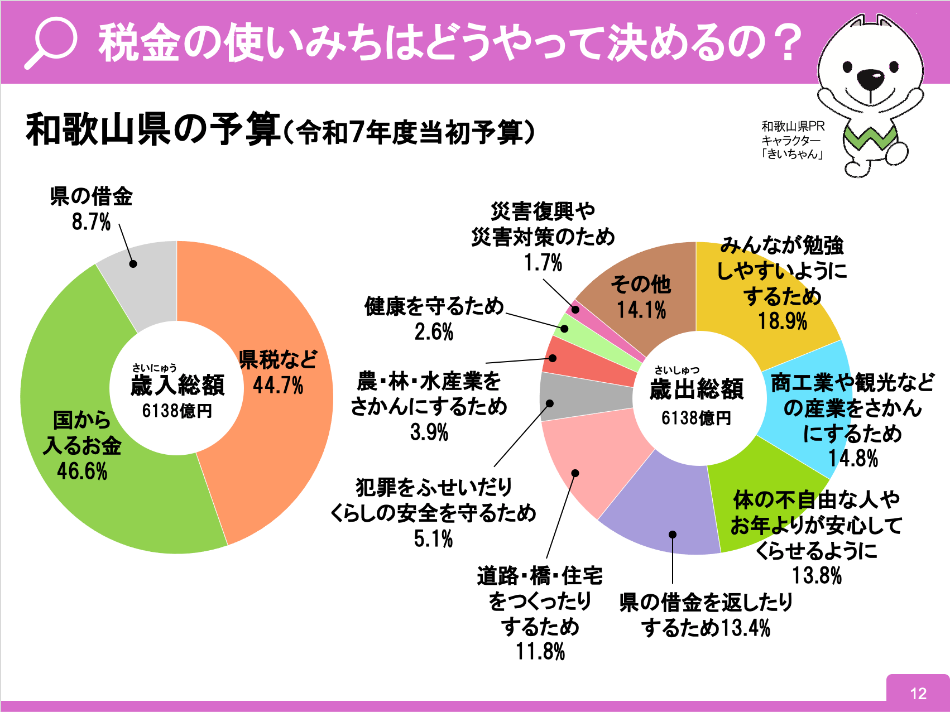 税金の使いみちはどうやって決めるの？
和歌山県の予算（令和7年度当初予算）
和歌山県PR
キャラクター
「きいちゃん」
県の借金
8.7%
県税など
44.7%
国から
入るお金
46.6%
さいにゅう
歳入総額
6138億円
災害復興や
災害対策のため
1.7%
健康を守るため
2.6%
農・林・水産業を
さかんにするため
3.9%
犯罪をふせいだり
くらしの安全を守るため
5.1%
道路・橋・住宅
をつくったり
するため
11.8%
県の借金を返したり
するため13.4%
その他
14.1%
みんなが勉強
しやすいように
するため
18.9%
商工業や観光など
の産業をさかん
にするため
14.8%
体の不自由な人や
お年よりが安心して
くらせるように
13.8%
さいしゅつ
歳出総額
6138億円
12